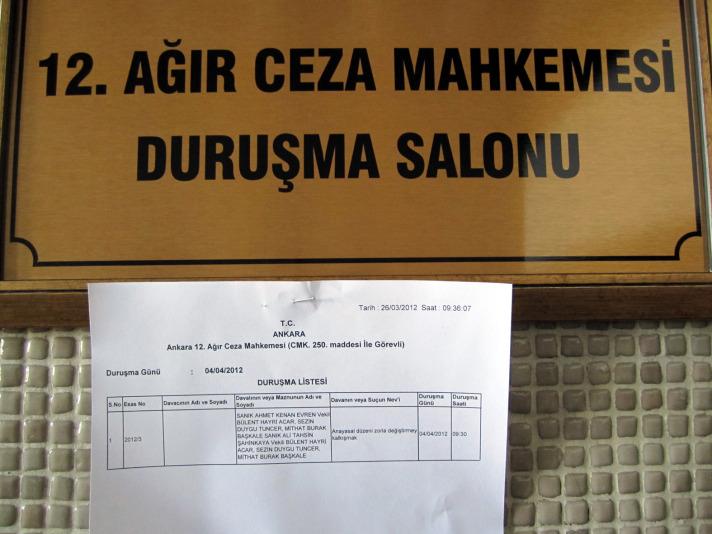 12. AĞIR CEZA MAHKEMESİ
DURUŞMA SALONU
Tarih : 26/03/2012 Saat : 09:36:07
T.C.
ANKARA
Ankara 12. Ağır Ceza Mahkemesi (CMK. 250. maddesi İle Görevli)
Duruşma Günü : 04/04/2012
DURUŞMA LİSTESİ
S.No Esas No Davacının Adı ve Soyadı Davalının veya Maznunun Adı ve Soyadı Davanın veya Suçun Nev'i Duruşma Günü Duruşma Saati
1 2012/3
SANIK AHMET KENAN EVREN Vekil
BÜLENT HAYRİ ACAR, SEZİN
DUYGU TUNCER, MİTHAT BURAK
BAŞKALE SANIK ALİ TAHSİN
ŞAHİNKAYA Vekil BÜLENT HAYRİ
ACAR, SEZİN DUYGU TUNCER,
MİTHAT BURAK BAŞKALE
Anayasal düzeni zorla değiştirmey
kalkışmak
04/04/2012 09:30